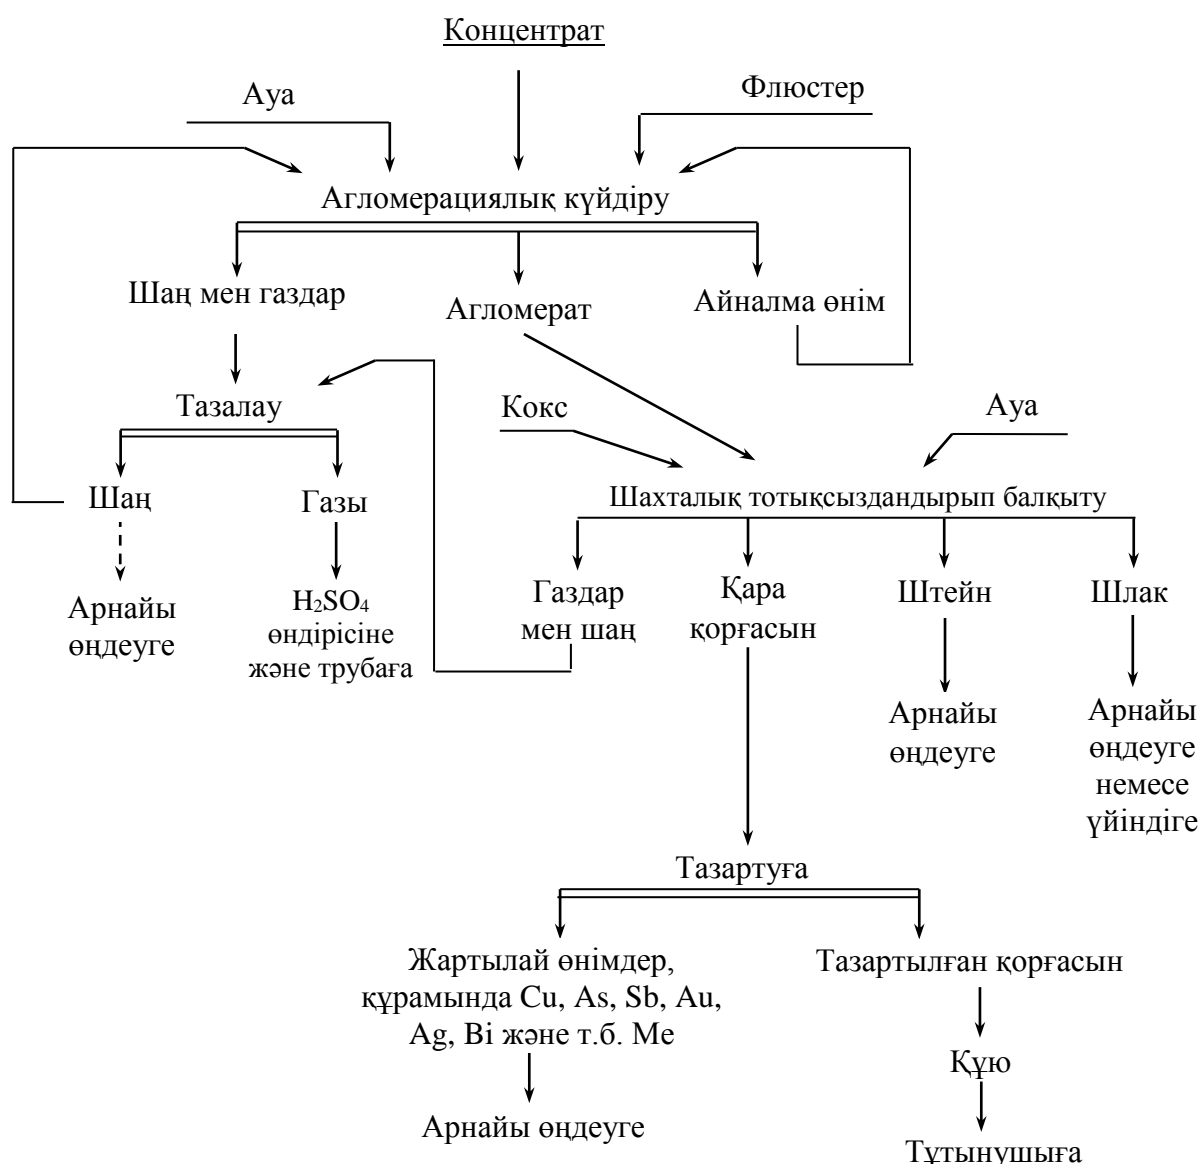 Концентрат
Ауа
Флюстер
Агломерациялық күйдіру
Шаң мен газдар
Агломерат
Айналма өнім
Тазалау
Кокс
Ауа
Шаң
Газы
Шахталық тотықсыздандырып балқыту
Арнайы
өңдеуге
H₂SO₄
өндірісіне
және трубаға
Газдар
мен шаң
Қара
қорғасын
Штейн
Шлак
Арнайы
өңдеуге
Арнайы
өңдеуге
немесе
үйіндіге
Тазартуға
Жартылай өнімдер,
құрамында Cu, As, Sb, Au,
Ag, Bi және т.б. Me
Тазартылған қорғасын
Құю
Арнайы өңдеуге
Тұтынушыға